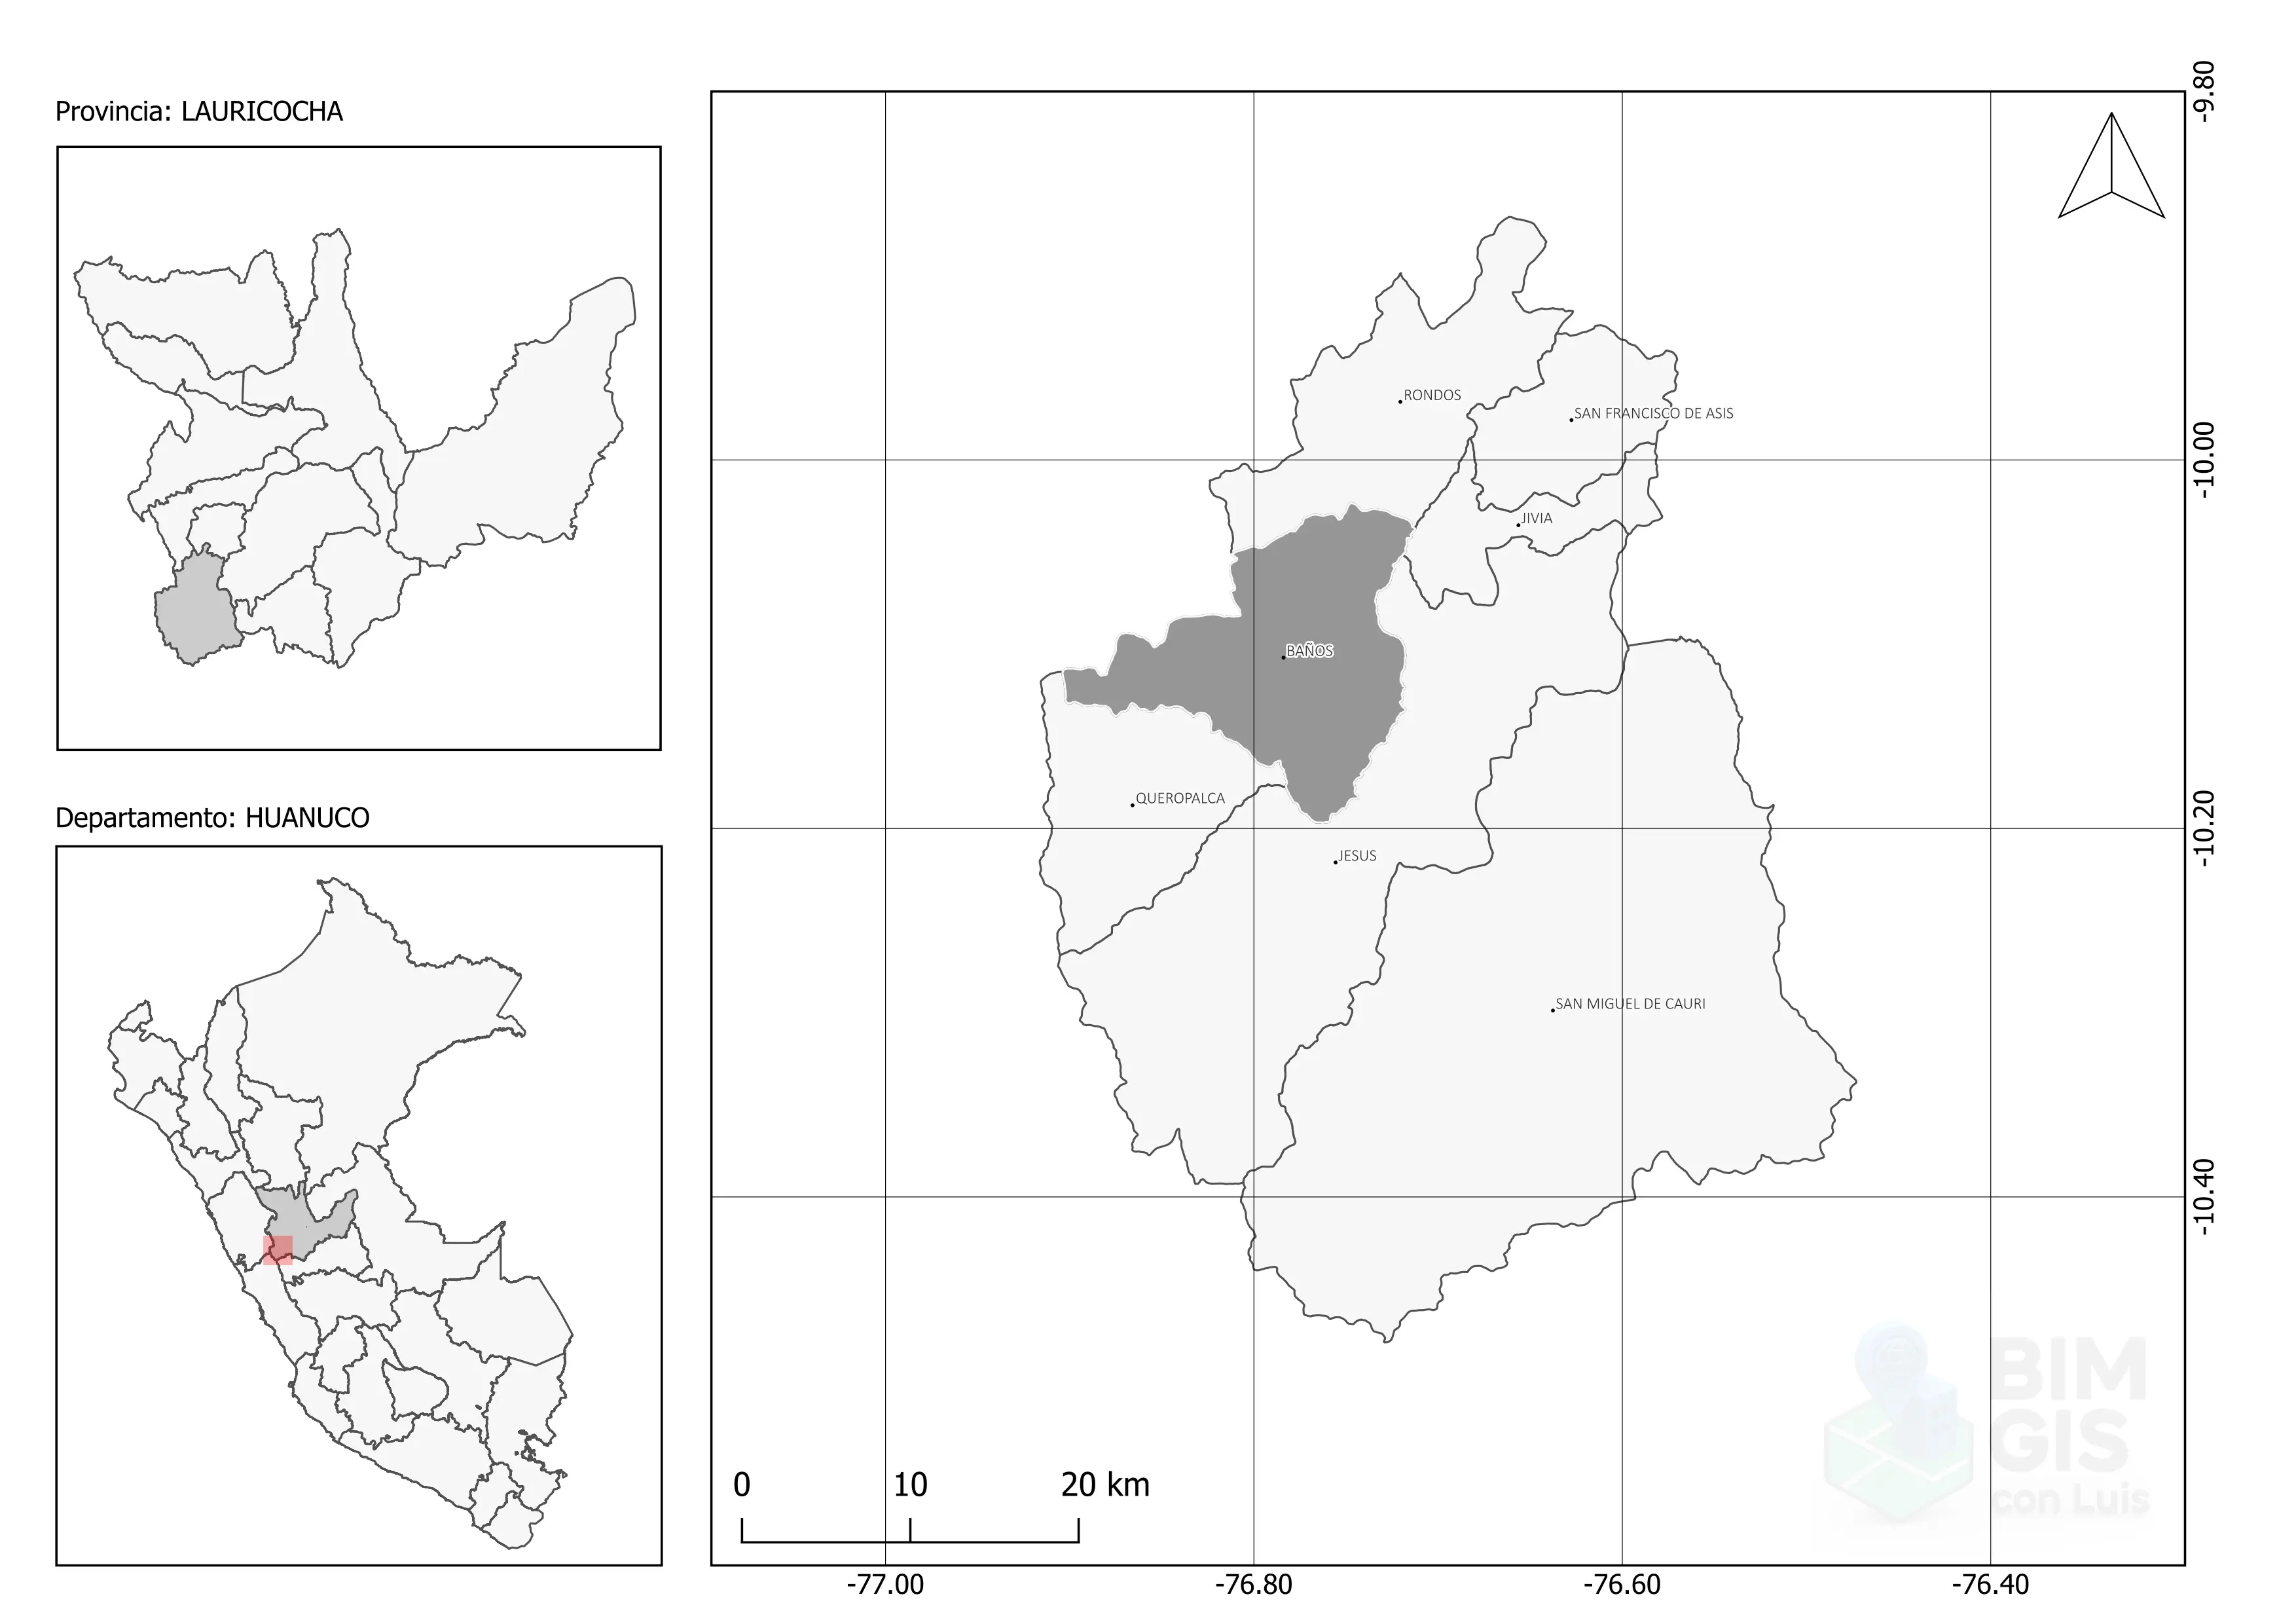 Provincia: LAURICOCHA
Departamento: HUANUCO
-9.80
RONDOS
SAN FRANCISCO DE ASIS
-10.00
JIVIA
BAÑOS
QUEROPALCA
-10.20
JESUS
SAN MIGUEL DE CAURI
-10.40
BIM
GIS
con Luis
0 10 20 km
-77.00 -76.80 -76.60 -76.40